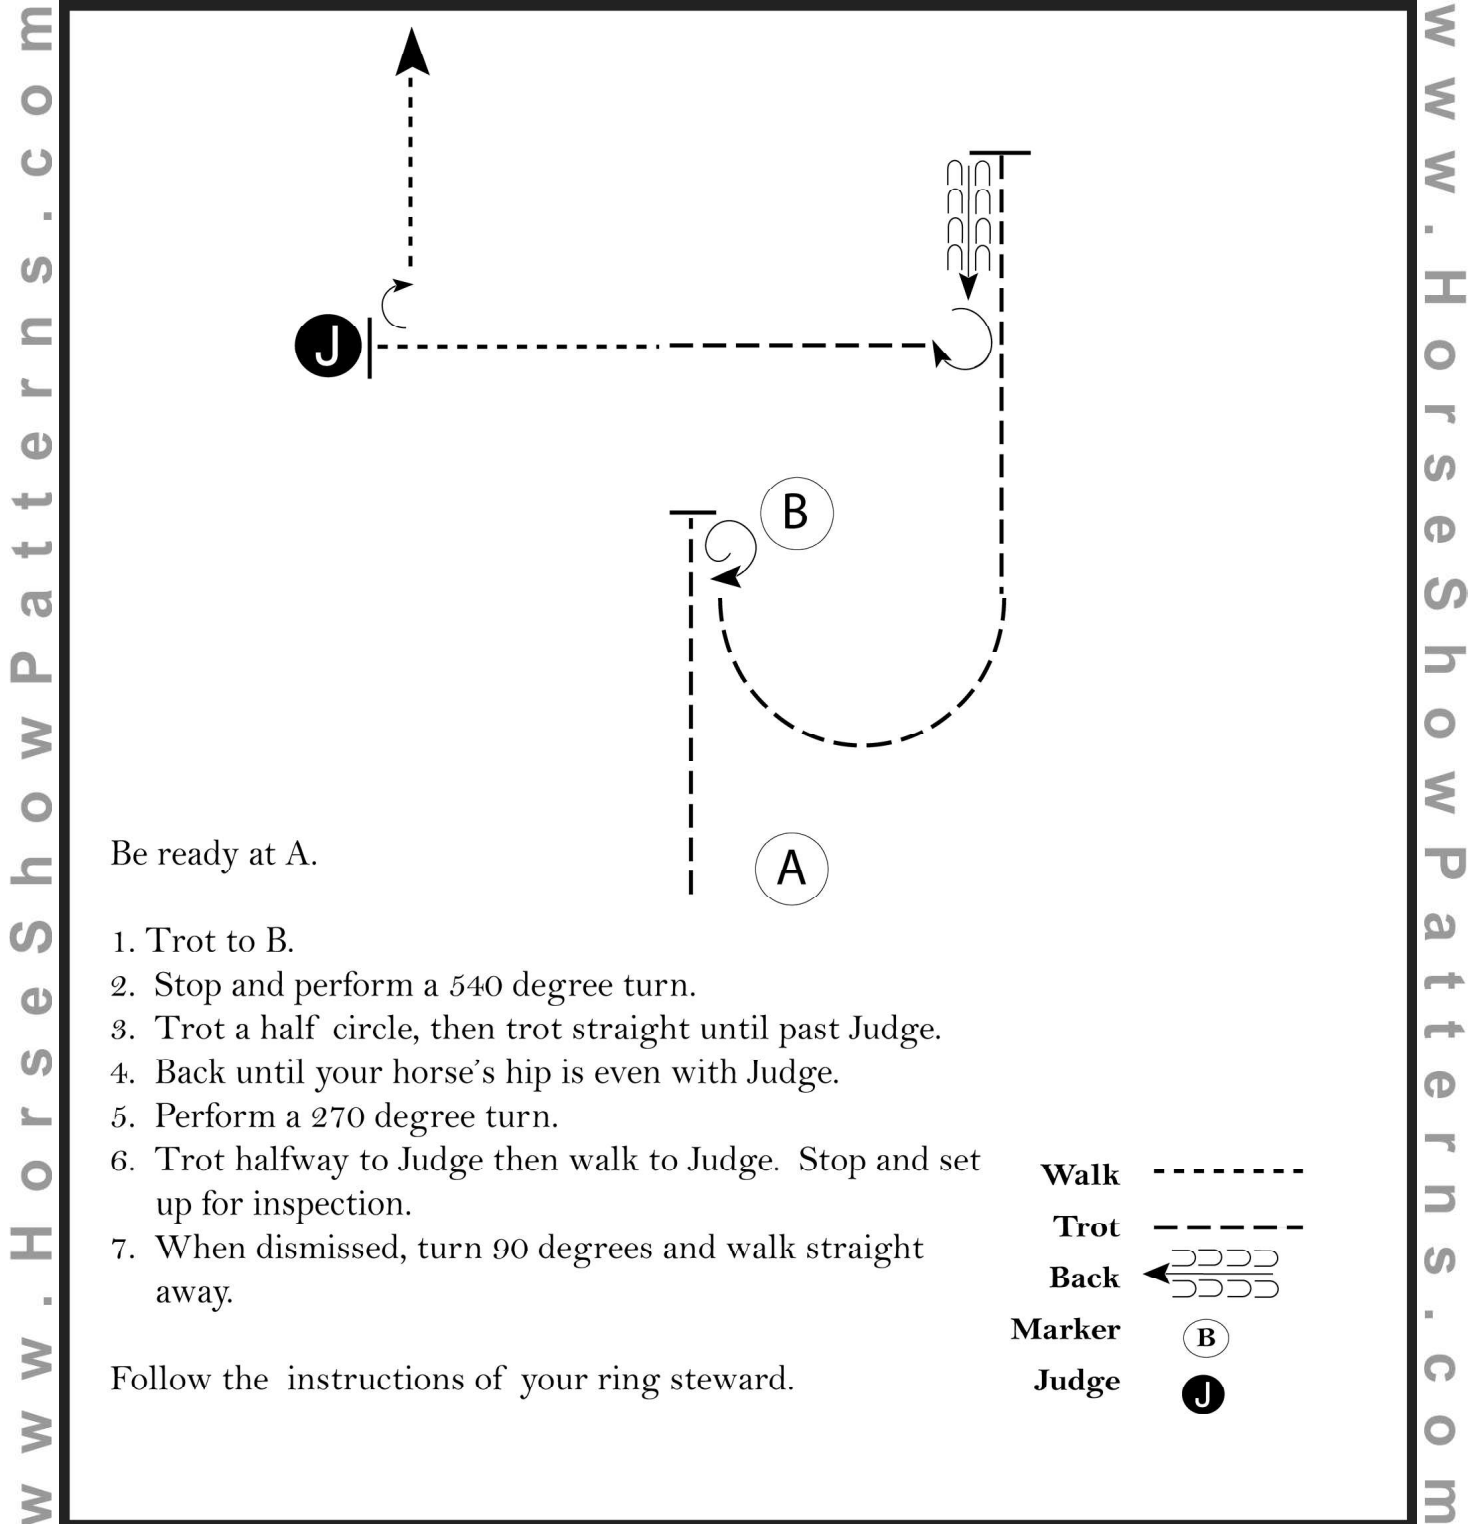 www.HorseShowPatterns.com
www.HorseShowPatterns.com
J
B
A
Be ready at A.
1. Trot to B.
2. Stop and perform a 540 degree turn.
3. Trot a half circle, then trot straight until past Judge.
4. Back until your horse's hip is even with Judge.
5. Perform a 270 degree turn.
6. Trot halfway to Judge then walk to Judge. Stop and set
up for inspection.
7. When dismissed, turn 90 degrees and walk straight
away.
Follow the instructions of your ring steward.
Walk
Trot
Back
Marker B
Judge J